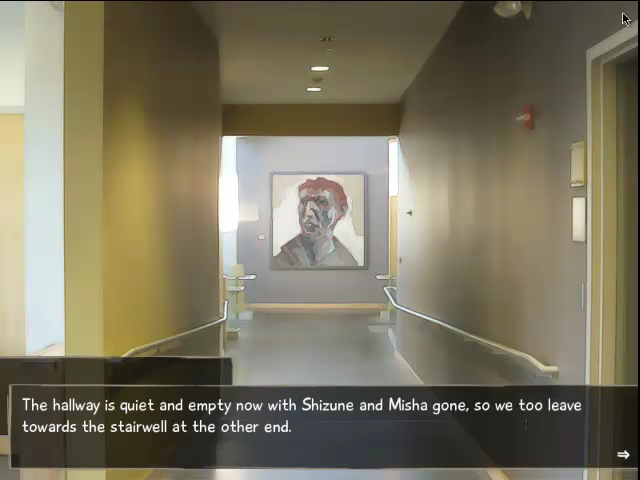 The hallway is quiet and empty now with Shizune and Misha gone, so we too leave
towards the stairwell at the other end.